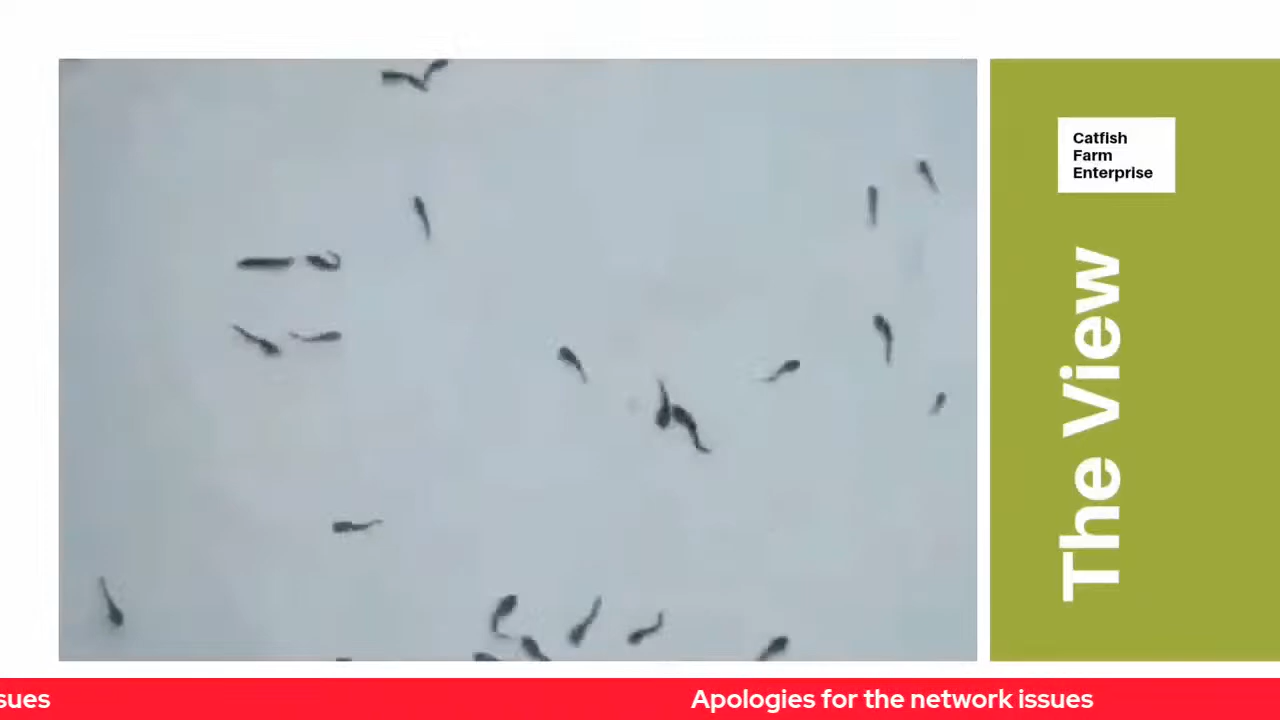 Catfish
Farm
Enterprise
The View
sues
Apologies for the network issues